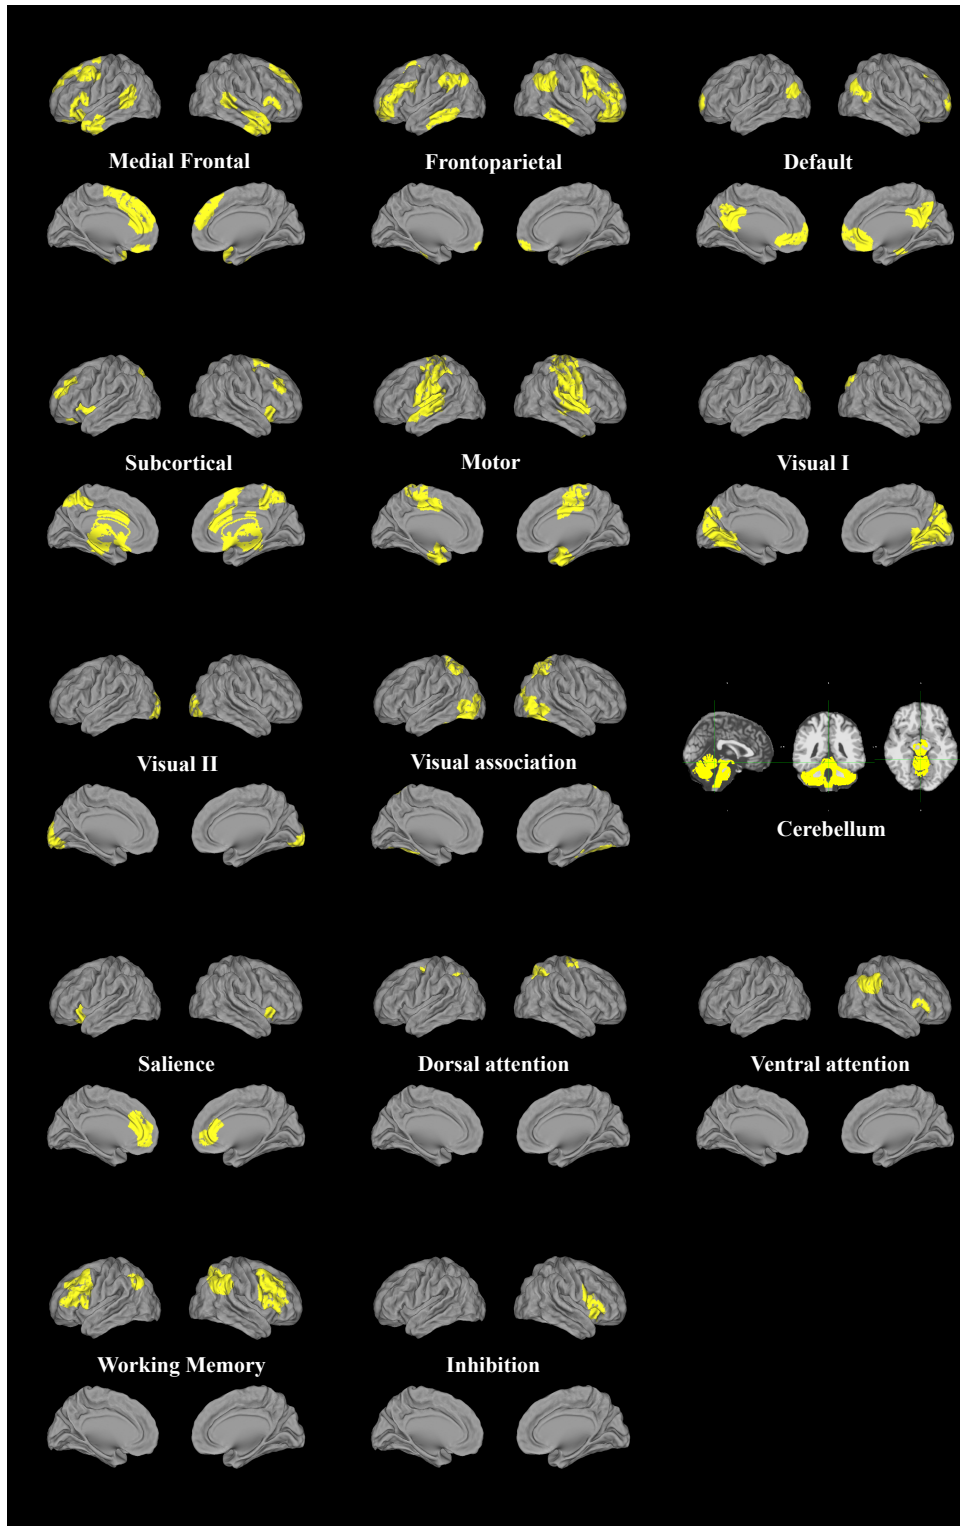 Medial Frontal
Frontoparietal
Default
Subcortical
Motor
Visual I
Visual II
Visual association
Cerebellum
Salience
Dorsal attention
Ventral attention
Working Memory
Inhibition